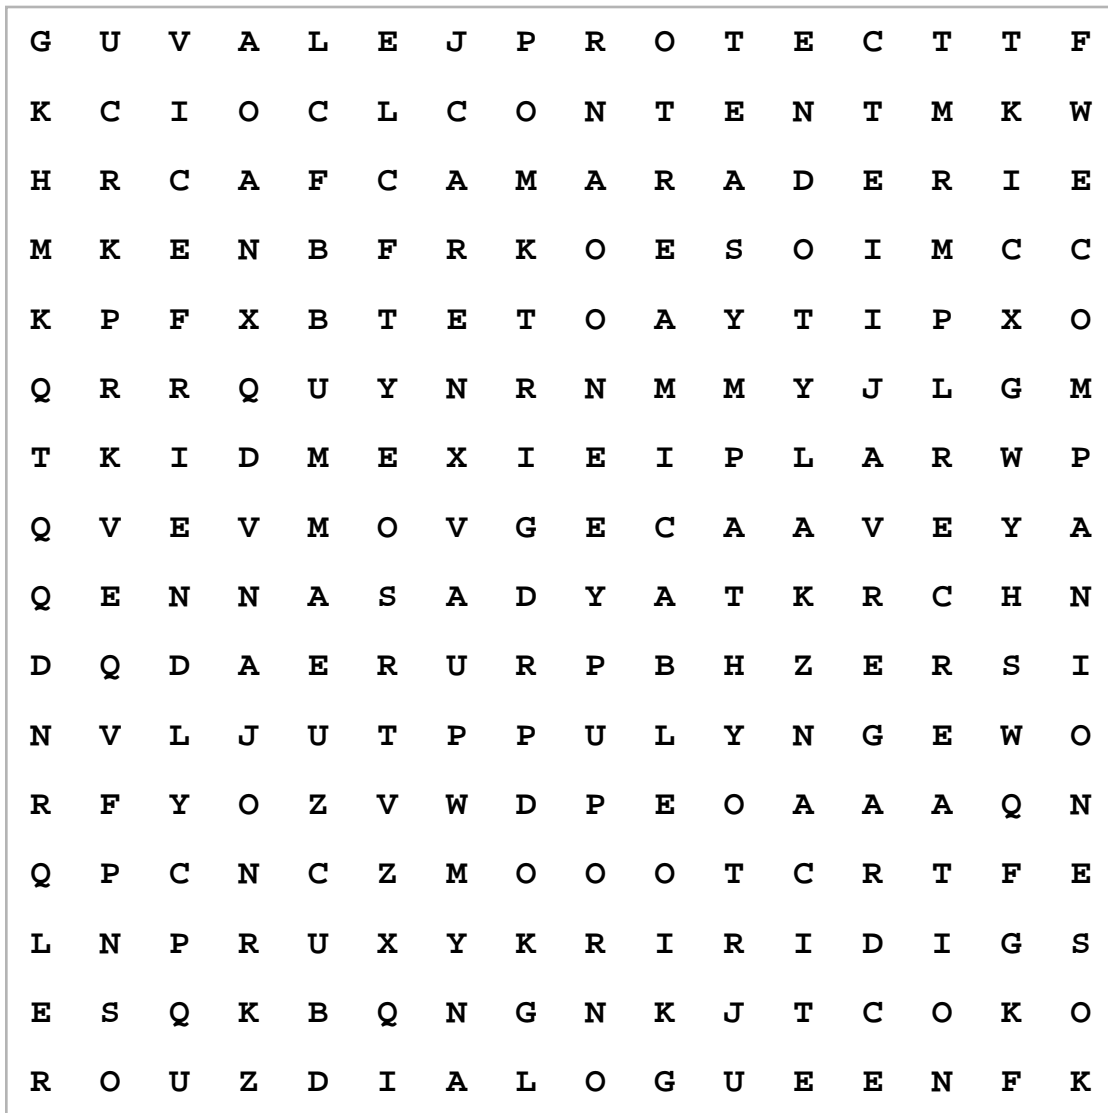 G U V A L E J P R O T E C T T F
K C I O C L C O N T E N T M K W
H R C A F C A M A R A D E R I E
M K E N B F R K O E S O I M C C
K P F X B T E T O A Y T I P X O
Q R R Q U Y N R N M M Y J L G M
T K I D M E X I E I P L A R W P
Q V E V M O V G E C A A V E Y A
Q E N N A S A D Y A T K R C H N
D Q D A E R U R P B H Z E R S I
N V L J U T P P U L Y N G E W O
R F Y O Z V W D P E O A A A Q N
Q P C N C Z M O O O T C R T F E
L N P R U X Y K R I R I D I G S
E S Q K B Q N G N K J T C O K O
R O U Z D I A L O G U E E N F K